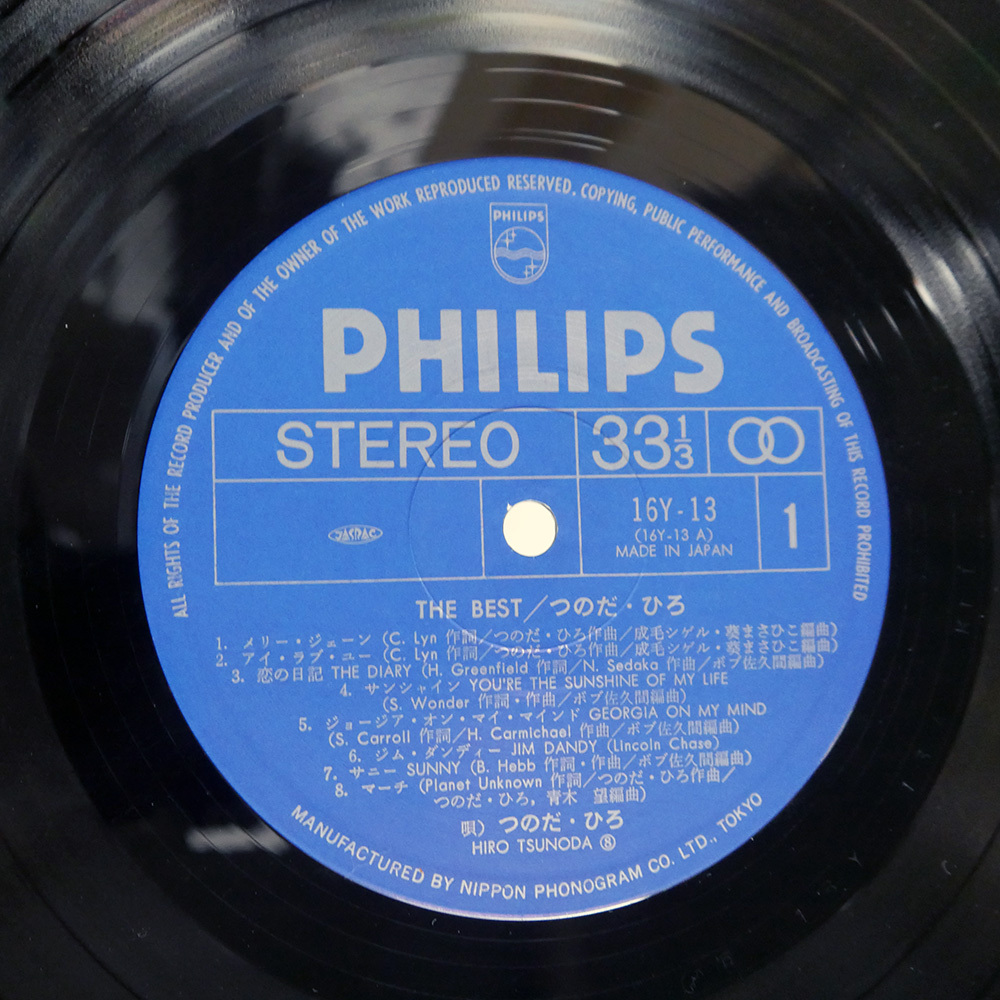 ALL RIGHTS OF THE RECORD PRODUCER AND OF THE OWNER OF THE WORK REPRODUCED RESERVED. COPYING, PUBLIC PERFORMANCE AND BROADCASTING OF THIS RECORD PROHIBITED
PHILIPS
PHILIPS
STEREO 33 1/3
JASRAC
16Y-13
(16Y-13 A)
MADE IN JAPAN
1
THE BEST/つのだ・ひろ
1. メリー・ジェーン (C. Lyn 作詞/つのだ・ひろ作曲/成毛シゲル・葵まさひこ編曲)
2. アイ・ラブ・ユー (C. Lyn 作詞/つのだ・ひろ作曲/成毛シゲル・葵まさひこ編曲)
3. 恋の日記 THE DIARY (H. Greenfield 作詞/N. Sedaka 作曲/ボブ佐久間編曲)
4. サンシャイン YOU'RE THE SUNSHINE OF MY LIFE
(S. Wonder 作詞・作曲/ボブ佐久間編曲)
5. ジョージア・オン・マイ・マインド GEORGIA ON MY MIND
(S. Carroll 作詞/H. Carmichael 作曲/ボブ佐久間編曲)
6. ジム・ダンディー JIM DANDY (Lincoln Chase)
7. サニー SUNNY (B. Hebb 作詞・作曲/ボブ佐久間編曲)
8. マーチ (Planet Unknown 作詞/つのだ・ひろ作曲/
つのだ・ひろ, 青木 望編曲)
唄) つのだ・ひろ
HIRO TSUNODA ⑧
MANUFACTURED BY NIPPON PHONOGRAM CO. LTD., TOKYO